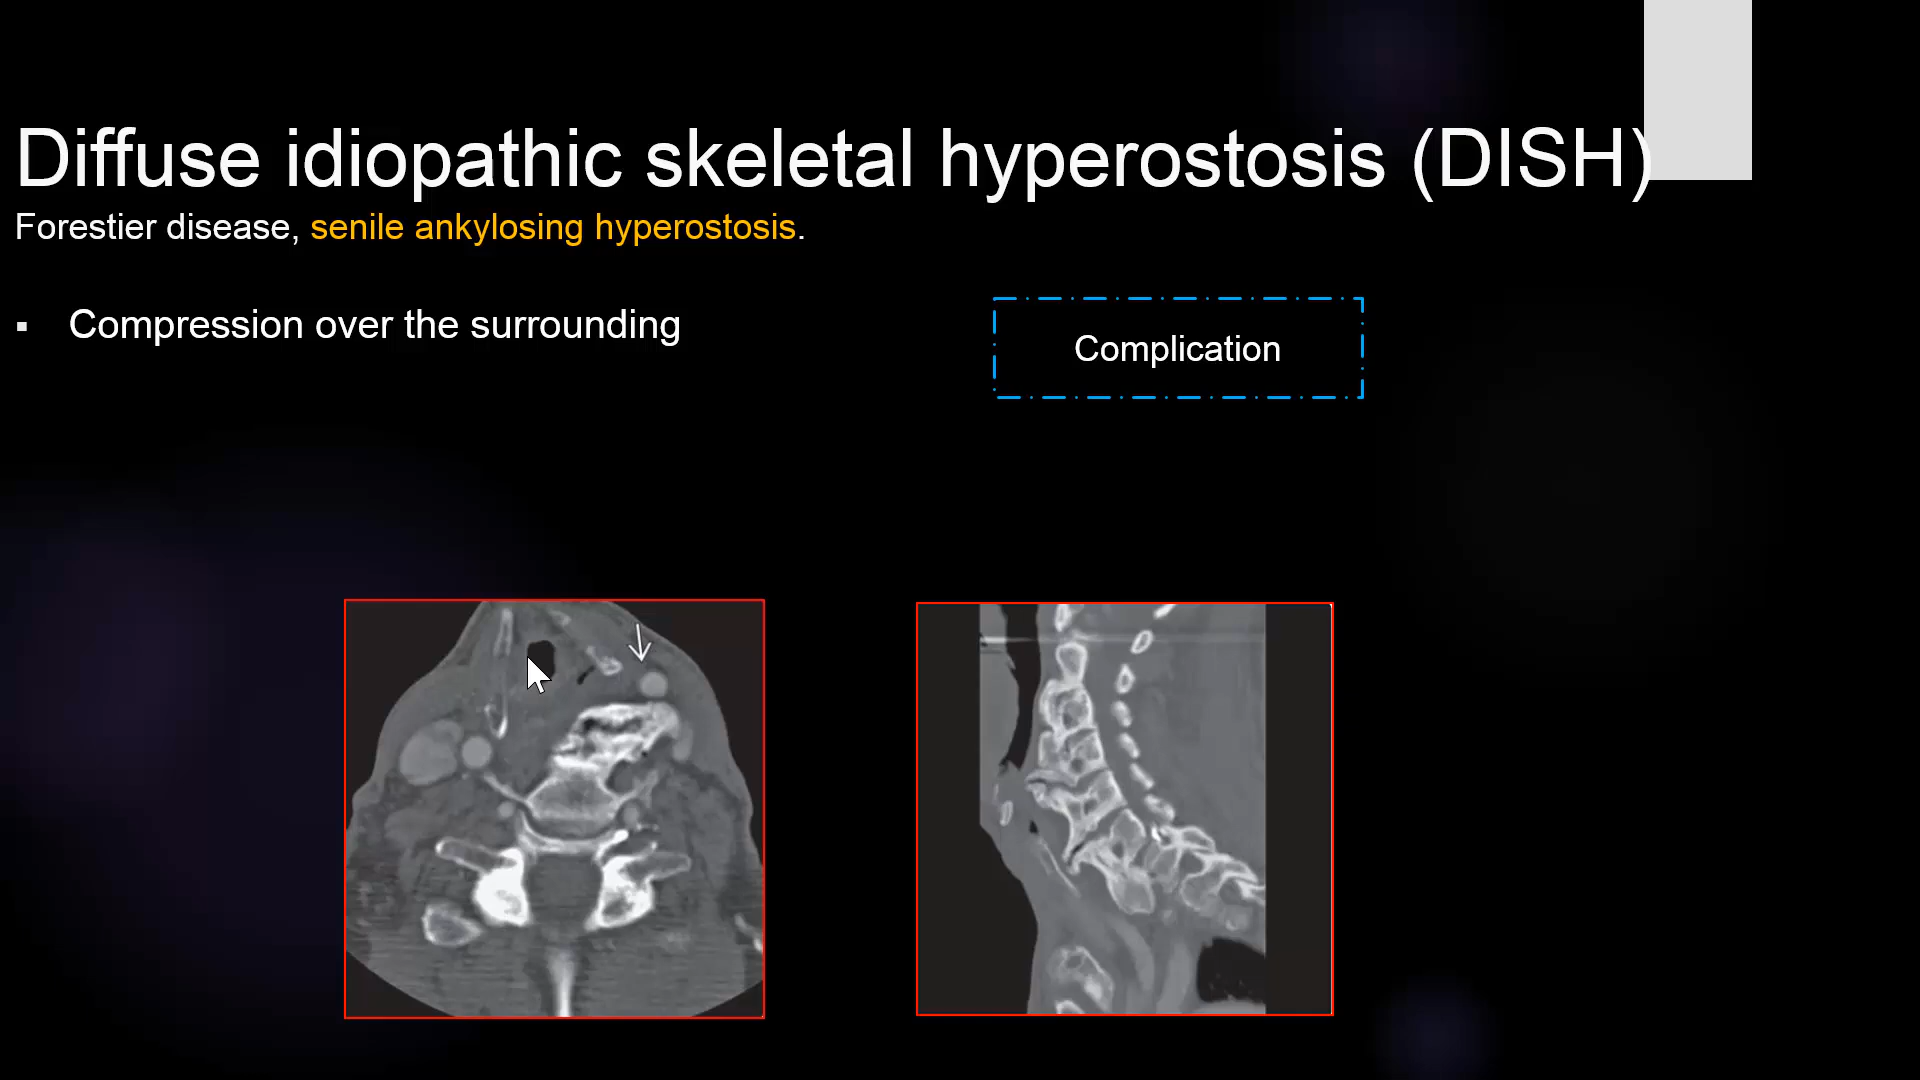 Diffuse idiopathic skeletal hyperostosis (DISH)
Forestier disease, senile ankylosing hyperostosis.
▪ Compression over the surrounding
Complication